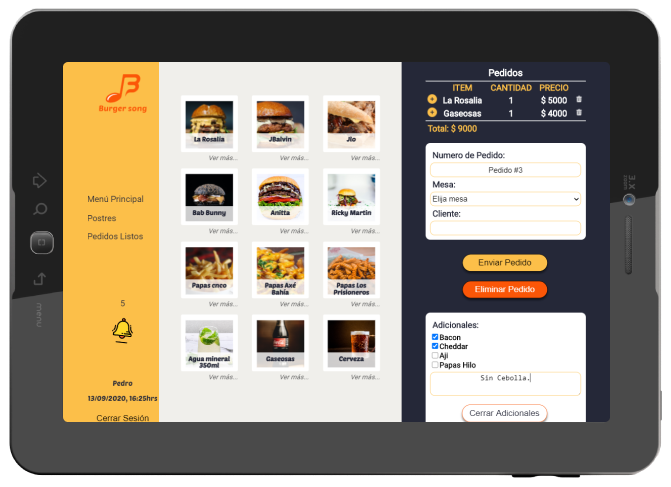 Burger song
Menú Principal
Postres
Pedidos Listos
5
Pedro
13/09/2020, 16:25hrs
Cerrar Sesión
La Rosalia
JBalvin
Jlo
Ver más...
Ver más...
Ver más...
Bab Bunny
Anitta
Ricky Martin
Ver más...
Ver más...
Ver más...
Papas cnco
Papas Axé Bahía
Papas Los Prisioneros
Ver más...
Ver más...
Ver más...
Agua mineral 350ml
Gaseosas
Cerveza
Ver más...
Ver más...
Ver más...
Pedidos
ITEM CANTIDAD PRECIO
La Rosalia 1 $ 5000
Gaseosas 1 $ 4000
Total: $ 9000
Numero de Pedido:
Pedido #3
Mesa:
Elija mesa
Cliente:
Enviar Pedido
Eliminar Pedido
Adicionales:
Bacon
Cheddar
Aji
Papas Hilo
Sin Cebolla.
Cerrar Adicionales
menu